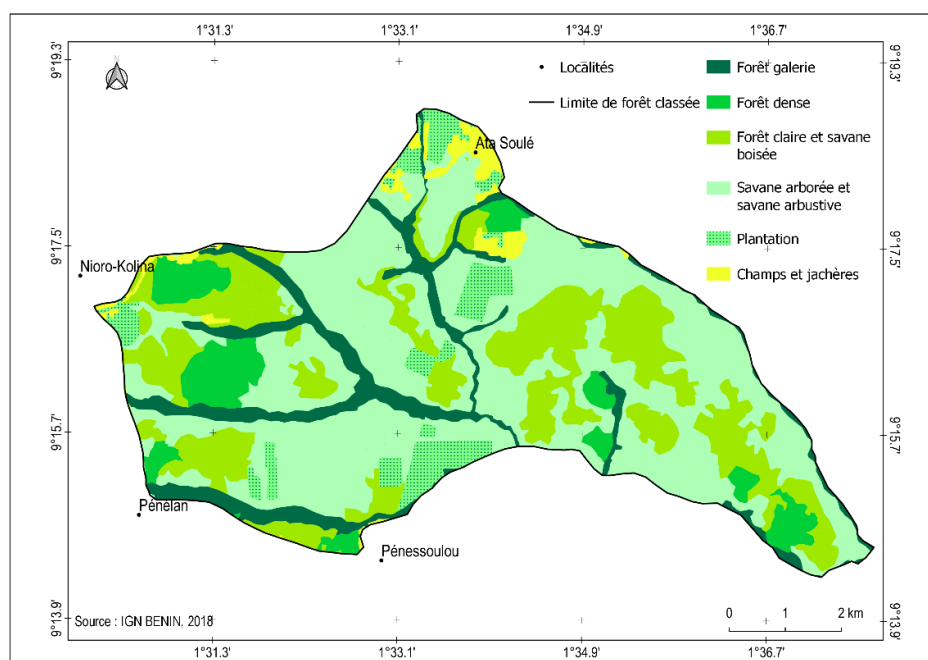 1°31.3' 1°33.1' 1°34.9' 1°36.7'
9°19.3' 9°19.3'
N
Localités
Limite de forêt classée
Forêt galerie
Forêt dense
Forêt claire et savane
boisée
Savane arborée et
savane arbustive
Plantation
Champs et jachères
Ata Soulé
9°17.5' 9°17.5'
Nioro-Kolina
9°15.7' 9°15.7'
Pénélan
Pénessoulou
9°13.9' 9°13.9'
Source : IGN BENIN, 2018
0 1 2 km
1°31.3' 1°33.1' 1°34.9' 1°36.7'